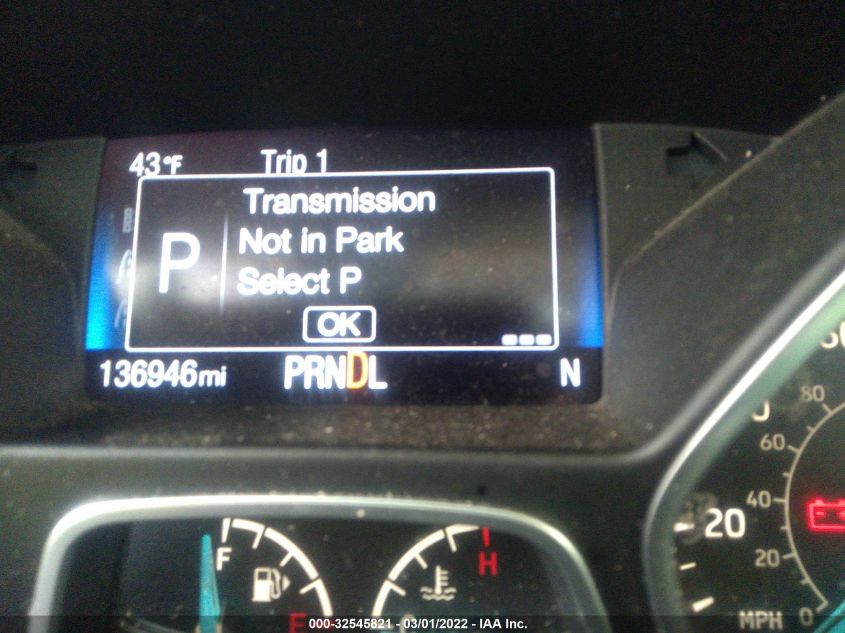 43°F Trip 1
Transmission
Not in Park
P
Select P
OK
136946mi PRNDL N
80
60
40
20
20
0
MPH
F
E
H
000-32545821 - 03/01/2022 - IAA Inc.